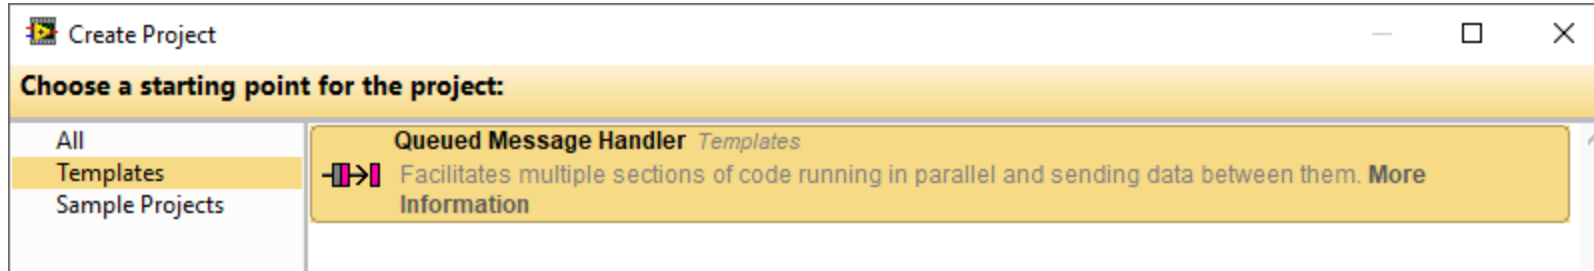 Create Project
Choose a starting point for the project:
All
Templates
Sample Projects
Queued Message Handler Templates
Facilitates multiple sections of code running in parallel and sending data between them. More
Information